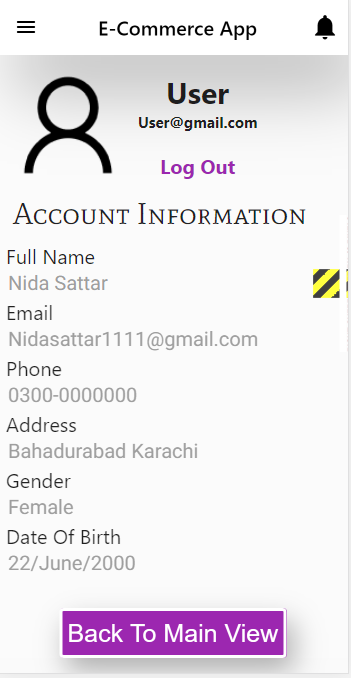 E-Commerce App
User
User@gmail.com
Log Out
Account Information
Full Name
Nida Sattar
Email
Nidasattar1111@gmail.com
Phone
0300-0000000
Address
Bahadurabad Karachi
Gender
Female
Date Of Birth
22/June/2000
Back To Main View